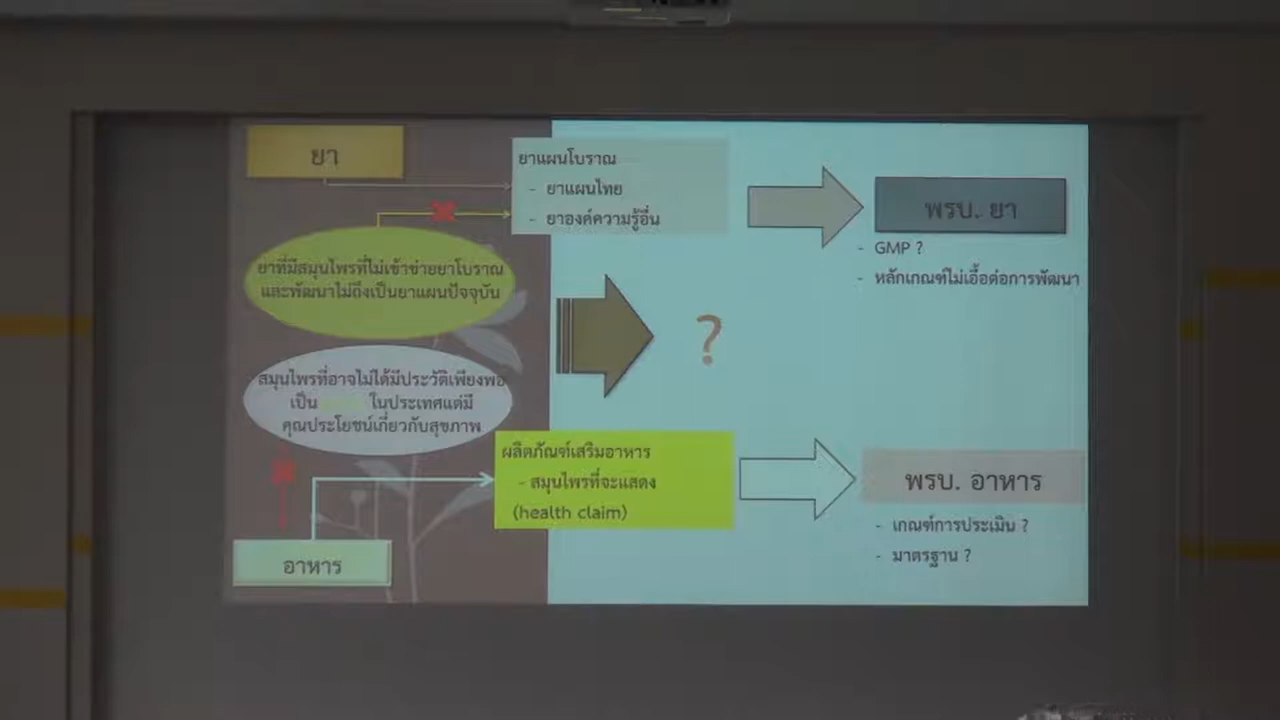 ยา
ยาแผนโบราณ
- ยาแผนไทย
- ยาองค์ความรู้อื่น
พรบ. ยา
- GMP ?
- หลักเกณฑ์ไม่เอื้อต่อการพัฒนา
ยาที่มีสมุนไพรที่ไม่เข้าข่ายยาโบราณ
และพัฒนาไม่ถึงเป็นยาแผนปัจจุบัน
?
สมุนไพรที่อาจไม่ได้มีประวัติเพียงพอ
เป็น ในประเทศแต่มี
คุณประโยชน์เกี่ยวกับสุขภาพ
ผลิตภัณฑ์เสริมอาหาร
- สมุนไพรที่จะแสดง
(health claim)
พรบ. อาหาร
- เกณฑ์การประเมิน ?
- มาตรฐาน ?
อาหาร